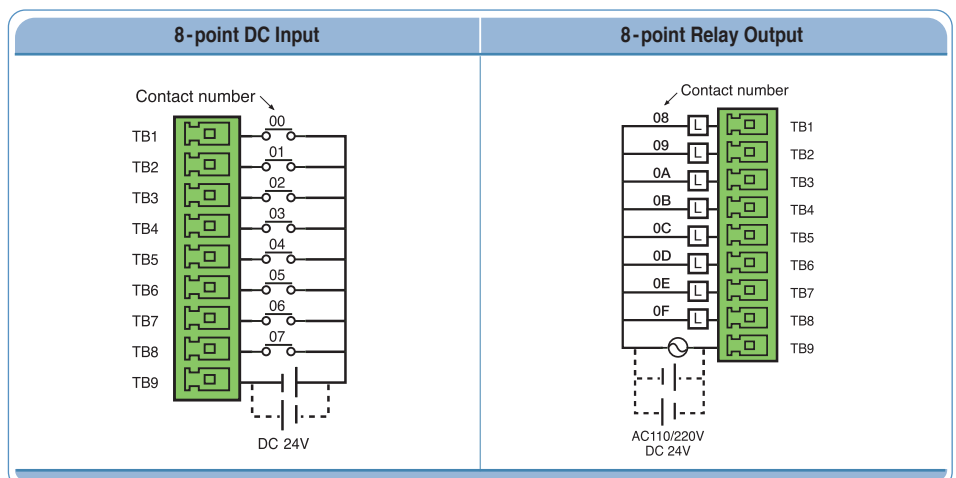 8-point DC Input
Contact number
00
TB1
01
TB2
02
TB3
03
TB4
04
TB5
05
TB6
06
TB7
07
TB8
TB9
DC 24V
8-point Relay Output
Contact number
08 L TB1
09 L TB2
0A L TB3
0B L TB4
0C L TB5
0D L TB6
0E L TB7
0F L TB8
TB9
AC110/220V
DC 24V